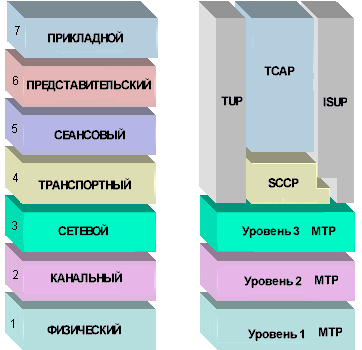 7 ПРИКЛАДНОЙ
6 ПРЕДСТАВИТЕЛЬСКИЙ
5 СЕАНСОВЫЙ
4 ТРАНСПОРТНЫЙ
3 СЕТЕВОЙ
2 КАНАЛЬНЫЙ
1 ФИЗИЧЕСКИЙ
TUP
TCAP
ISUP
SCCP
Уровень 3 MTP
Уровень 2 MTP
Уровень 1 MTP